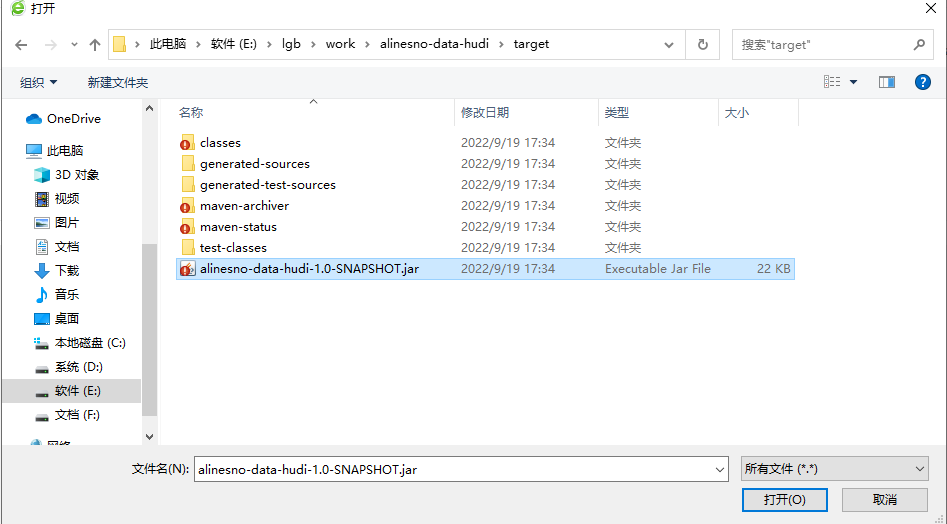 打开
此电脑 › 软件 (E:) › lgb › work › alinesno-data-hudi › target
搜索"target"
组织
新建文件夹
OneDrive
此电脑
3D 对象
视频
图片
文档
下载
音乐
桌面
本地磁盘 (C:)
系统 (D:)
软件 (E:)
文档 (F:)
网络
名称 修改日期 类型 大小
classes 2022/9/19 17:34 文件夹
generated-sources 2022/9/19 17:34 文件夹
generated-test-sources 2022/9/19 17:34 文件夹
maven-archiver 2022/9/19 17:34 文件夹
maven-status 2022/9/19 17:34 文件夹
test-classes 2022/9/19 17:34 文件夹
alinesno-data-hudi-1.0-SNAPSHOT.jar 2022/9/19 17:34 Executable Jar File 22 KB
文件名(N): alinesno-data-hudi-1.0-SNAPSHOT.jar
所有文件 (*.*)
打开(O)
取消